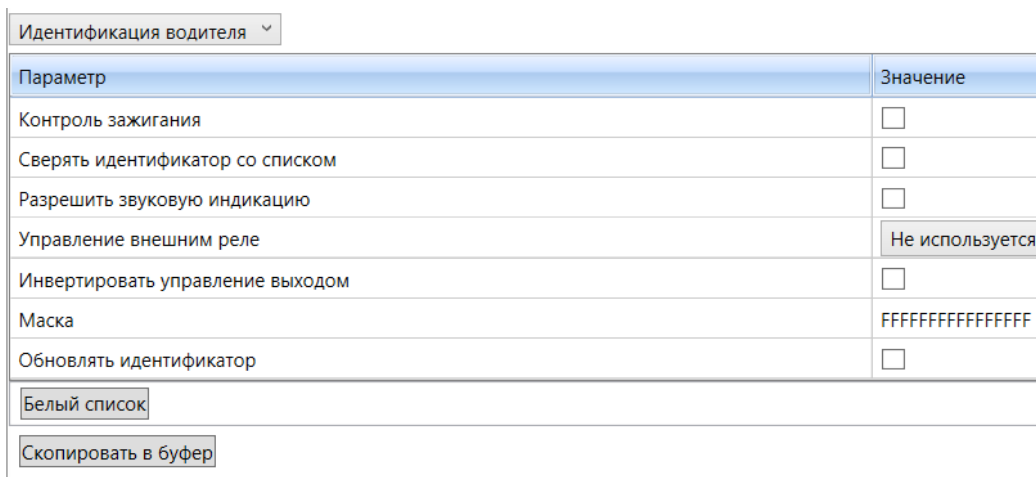 Идентификация водителя
Параметр Значение
Контроль зажигания
Сверять идентификатор со списком
Разрешить звуковую индикацию
Управление внешним реле Не используется
Инвертировать управление выходом
Маска FFFFFFFFFFFFFFFF
Обновлять идентификатор
Белый список
Скопировать в буфер